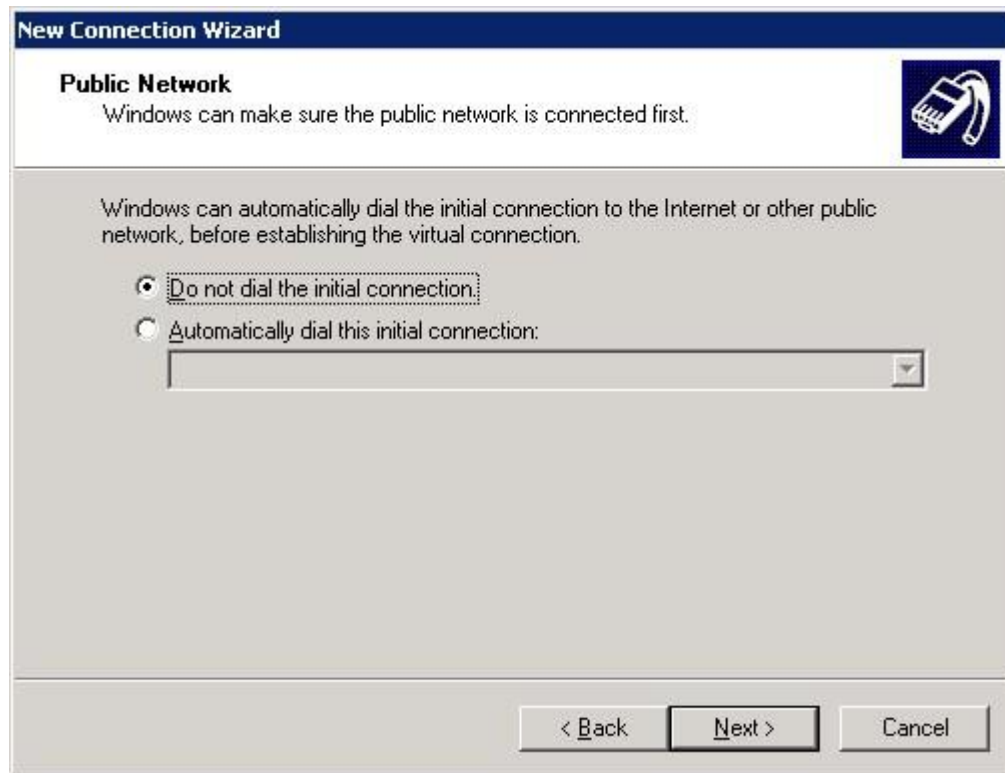 New Connection Wizard
Public Network
Windows can make sure the public network is connected first.
Windows can automatically dial the initial connection to the Internet or other public
network, before establishing the virtual connection.
Do not dial the initial connection.
Automatically dial this initial connection:
< Back
Next >
Cancel